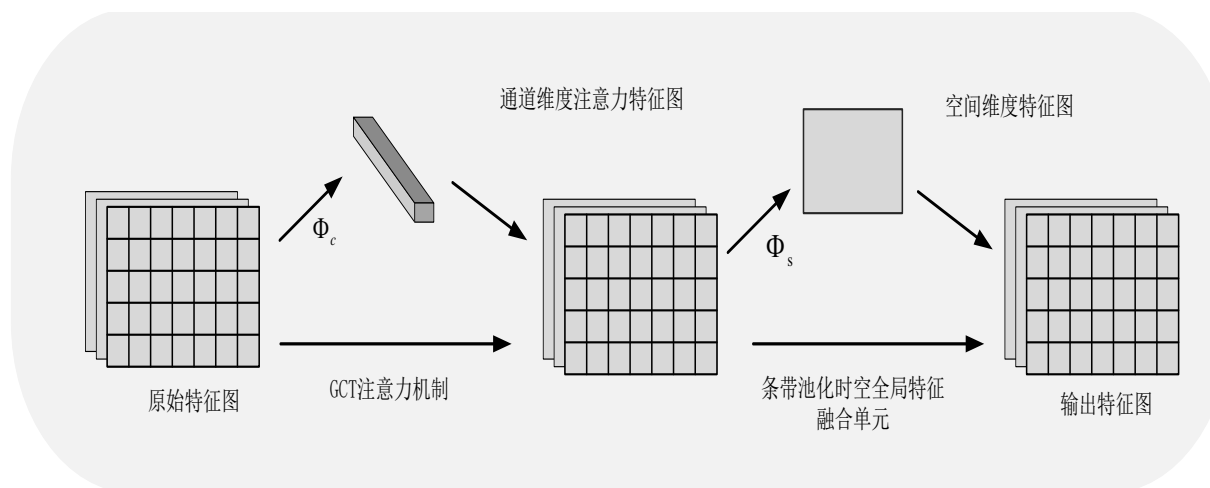 通道维度注意力特征图
空间维度特征图
Φc
Φs
原始特征图
GCT注意力机制
条带池化时空全局特征
融合单元
输出特征图